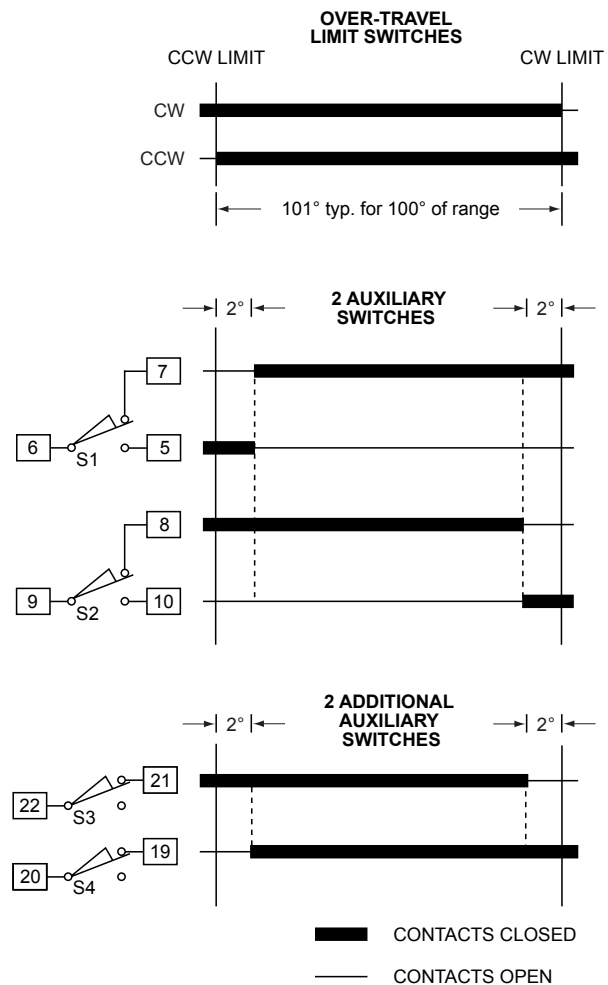 OVER-TRAVEL
LIMIT SWITCHES
CCW LIMIT
CW LIMIT
CW
CCW
101° typ. for 100° of range
2°
2 AUXILIARY
SWITCHES
2°
7
6
S1
5
8
9
S2
10
2°
2 ADDITIONAL
AUXILIARY
SWITCHES
2°
21
22
S3
19
20
S4
CONTACTS CLOSED
CONTACTS OPEN